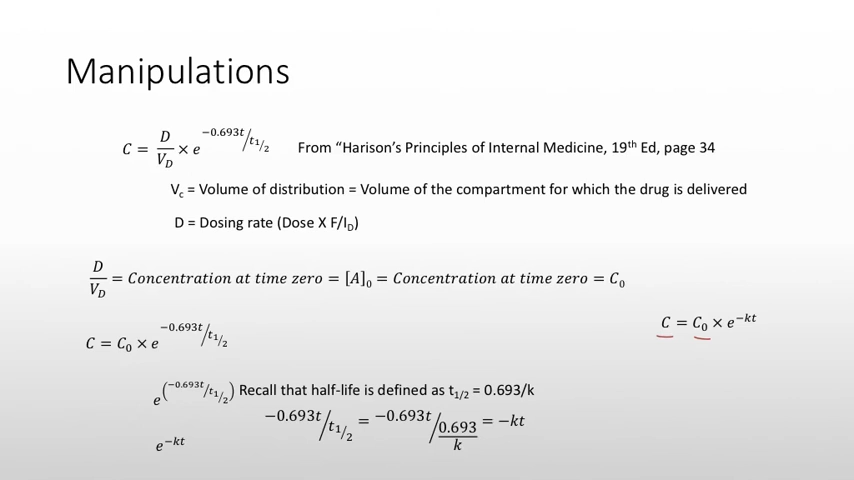 Manipulations
C = D/V_D × e^(−0.693t/t_1/2) From “Harison’s Principles of Internal Medicine, 19th Ed, page 34
Vc = Volume of distribution = Volume of the compartment for which the drug is delivered
D = Dosing rate (Dose X F/I_D)
D/V_D = Concentration at time zero = [A]_0 = Concentration at time zero = C_0
C = C_0 × e^−kt
C = C_0 × e^(−0.693t/t_1/2)
e^(−0.693t/t_1/2) Recall that half-life is defined as t_1/2 = 0.693/k
−0.693t/t_1/2 = −0.693t/(0.693/k) = −kt
e^−kt